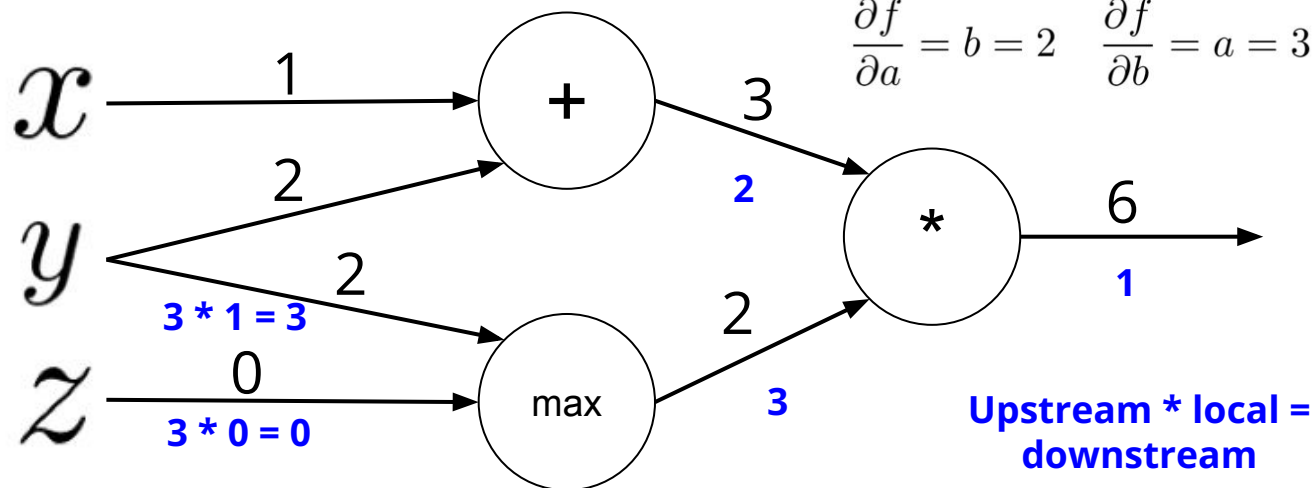 ∂f/∂a = b = 2 ∂f/∂b = a = 3
x 1 + 3
2
y 2 * 6
1
2
3 * 1 = 3
2
z 0 max
3 * 0 = 0
3
Upstream * local =
downstream